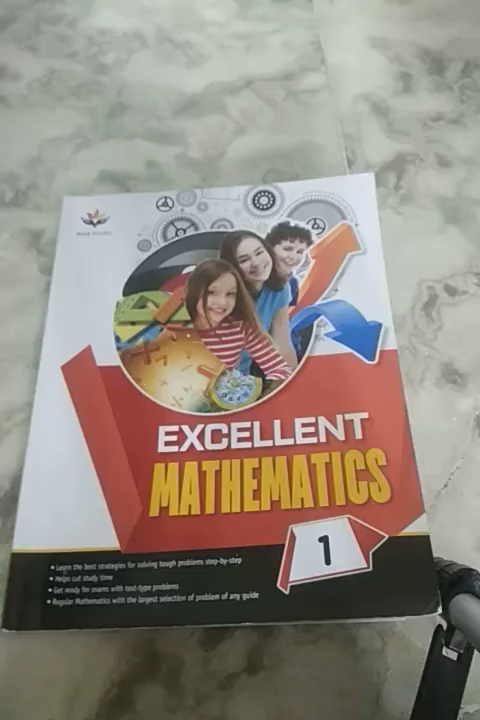 EXCELLENT
MATHEMATICS
1
• Learn the best strategies for solving tough problems step-by-step
• Helps cut study time
• Get ready for exams with test-type problems
• Regular Mathematics with the largest selection of problem of any guide